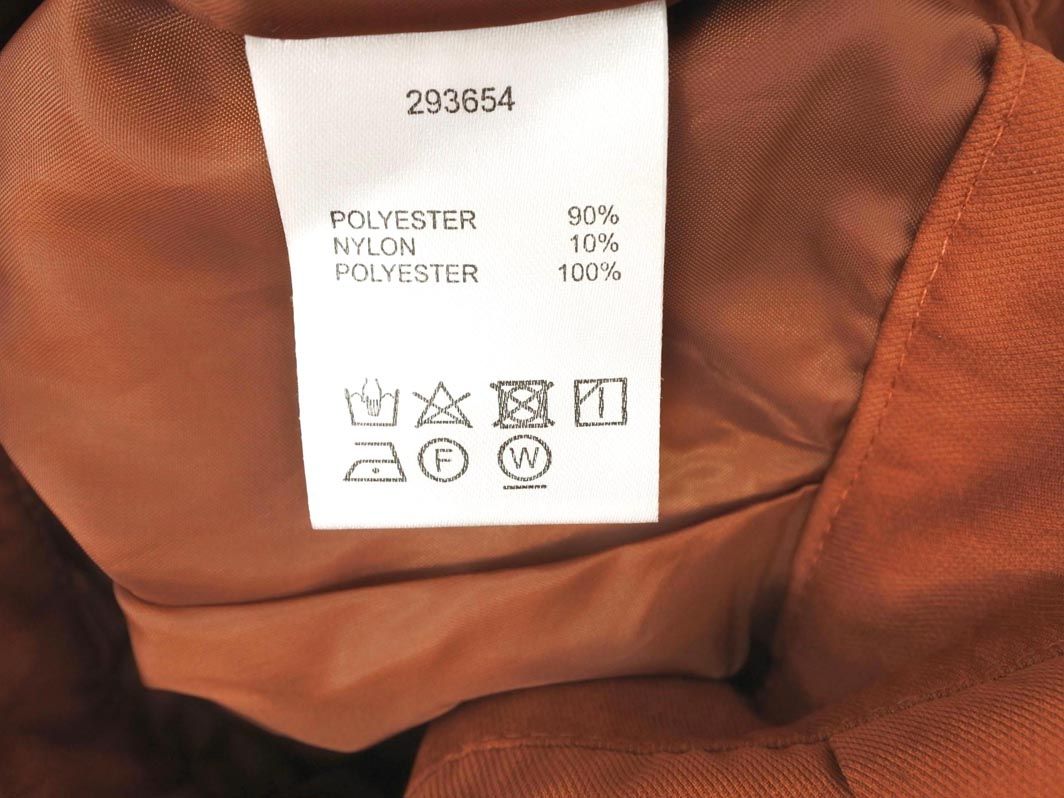 293654
POLYESTER 90%
NYLON 10%
POLYESTER 100%
F W